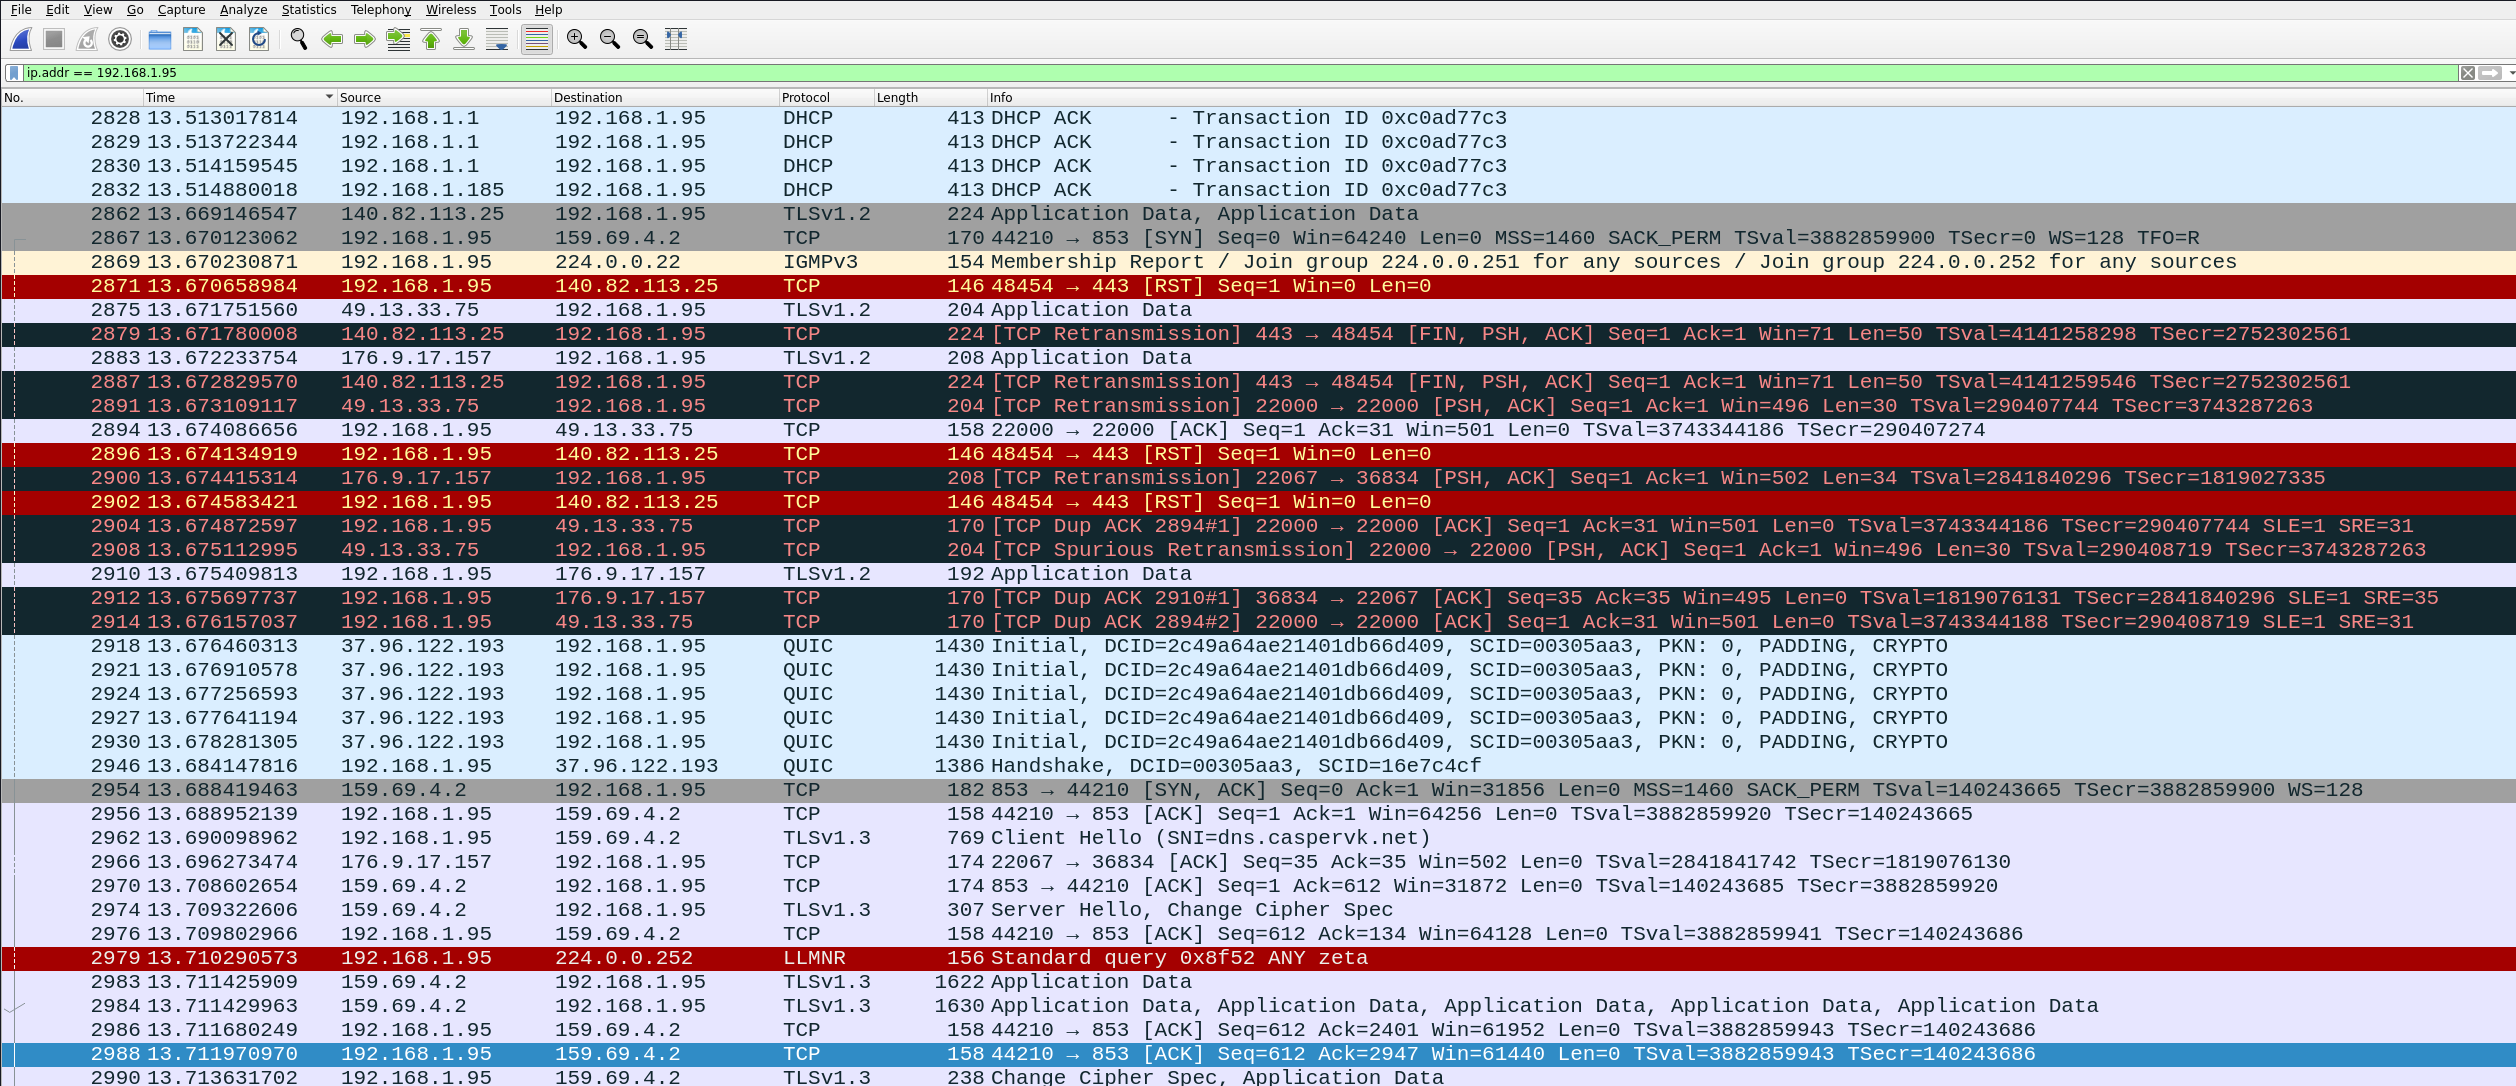 File Edit View Go Capture Analyze Statistics Telephony Wireless Tools Help
ip.addr == 192.168.1.95
No. Time Source Destination Protocol Length Info
2828 13.513017814 192.168.1.1 192.168.1.95 DHCP 413 DHCP ACK - Transaction ID 0xc0ad77c3
2829 13.513722344 192.168.1.1 192.168.1.95 DHCP 413 DHCP ACK - Transaction ID 0xc0ad77c3
2830 13.514159545 192.168.1.1 192.168.1.95 DHCP 413 DHCP ACK - Transaction ID 0xc0ad77c3
2832 13.514880018 192.168.1.185 192.168.1.95 DHCP 413 DHCP ACK - Transaction ID 0xc0ad77c3
2862 13.669146547 140.82.113.25 192.168.1.95 TLSv1.2 224 Application Data, Application Data
2867 13.670123062 192.168.1.95 159.69.4.2 TCP 170 44210 → 853 [SYN] Seq=0 Win=64240 Len=0 MSS=1460 SACK_PERM TSval=3882859900 TSecr=0 WS=128 TFO=R
2869 13.670230871 192.168.1.95 224.0.0.22 IGMPv3 154 Membership Report / Join group 224.0.0.251 for any sources / Join group 224.0.0.252 for any sources
2871 13.670658984 192.168.1.95 140.82.113.25 TCP 146 48454 → 443 [RST] Seq=1 Win=0 Len=0
2875 13.671751560 49.13.33.75 192.168.1.95 TLSv1.2 204 Application Data
2879 13.671780008 140.82.113.25 192.168.1.95 TCP 224 [TCP Retransmission] 443 → 48454 [FIN, PSH, ACK] Seq=1 Ack=1 Win=71 Len=50 TSval=4141258298 TSecr=2752302561
2883 13.672233754 176.9.17.157 192.168.1.95 TLSv1.2 208 Application Data
2887 13.672829570 140.82.113.25 192.168.1.95 TCP 224 [TCP Retransmission] 443 → 48454 [FIN, PSH, ACK] Seq=1 Ack=1 Win=71 Len=50 TSval=4141259546 TSecr=2752302561
2891 13.673109117 49.13.33.75 192.168.1.95 TCP 204 [TCP Retransmission] 22000 → 22000 [PSH, ACK] Seq=1 Ack=1 Win=496 Len=30 TSval=290407744 TSecr=3743287263
2894 13.674086656 192.168.1.95 49.13.33.75 TCP 158 22000 → 22000 [ACK] Seq=1 Ack=31 Win=501 Len=0 TSval=3743344186 TSecr=290407274
2896 13.674134919 192.168.1.95 140.82.113.25 TCP 146 48454 → 443 [RST] Seq=1 Win=0 Len=0
2900 13.674415314 176.9.17.157 192.168.1.95 TCP 208 [TCP Retransmission] 22067 → 36834 [PSH, ACK] Seq=1 Ack=1 Win=502 Len=34 TSval=2841840296 TSecr=1819027335
2902 13.674583421 192.168.1.95 140.82.113.25 TCP 146 48454 → 443 [RST] Seq=1 Win=0 Len=0
2904 13.674872597 192.168.1.95 49.13.33.75 TCP 170 [TCP Dup ACK 2894#1] 22000 → 22000 [ACK] Seq=1 Ack=31 Win=501 Len=0 TSval=3743344186 TSecr=290407744 SLE=1 SRE=31
2908 13.675112995 49.13.33.75 192.168.1.95 TCP 204 [TCP Spurious Retransmission] 22000 → 22000 [PSH, ACK] Seq=1 Ack=1 Win=496 Len=30 TSval=290408719 TSecr=3743287263
2910 13.675409813 192.168.1.95 176.9.17.157 TLSv1.2 192 Application Data
2912 13.675697737 192.168.1.95 176.9.17.157 TCP 170 [TCP Dup ACK 2910#1] 36834 → 22067 [ACK] Seq=35 Ack=35 Win=495 Len=0 TSval=1819076131 TSecr=2841840296 SLE=1 SRE=35
2914 13.676157037 192.168.1.95 49.13.33.75 TCP 170 [TCP Dup ACK 2894#2] 22000 → 22000 [ACK] Seq=1 Ack=31 Win=501 Len=0 TSval=3743344188 TSecr=290408719 SLE=1 SRE=31
2918 13.676460313 37.96.122.193 192.168.1.95 QUIC 1430 Initial, DCID=2c49a64ae21401db66d409, SCID=00305aa3, PKN: 0, PADDING, CRYPTO
2921 13.676910578 37.96.122.193 192.168.1.95 QUIC 1430 Initial, DCID=2c49a64ae21401db66d409, SCID=00305aa3, PKN: 0, PADDING, CRYPTO
2924 13.677256593 37.96.122.193 192.168.1.95 QUIC 1430 Initial, DCID=2c49a64ae21401db66d409, SCID=00305aa3, PKN: 0, PADDING, CRYPTO
2927 13.677641194 37.96.122.193 192.168.1.95 QUIC 1430 Initial, DCID=2c49a64ae21401db66d409, SCID=00305aa3, PKN: 0, PADDING, CRYPTO
2930 13.678281305 37.96.122.193 192.168.1.95 QUIC 1430 Initial, DCID=2c49a64ae21401db66d409, SCID=00305aa3, PKN: 0, PADDING, CRYPTO
2946 13.684147816 192.168.1.95 37.96.122.193 QUIC 1386 Handshake, DCID=00305aa3, SCID=16e7c4cf
2954 13.688419463 159.69.4.2 192.168.1.95 TCP 182 853 → 44210 [SYN, ACK] Seq=0 Ack=1 Win=31856 Len=0 MSS=1460 SACK_PERM TSval=140243665 TSecr=3882859900 WS=128
2956 13.688952139 192.168.1.95 159.69.4.2 TCP 158 44210 → 853 [ACK] Seq=1 Ack=1 Win=64256 Len=0 TSval=3882859920 TSecr=140243665
2962 13.690098962 192.168.1.95 159.69.4.2 TLSv1.3 769 Client Hello (SNI=dns.caspervk.net)
2966 13.696273474 176.9.17.157 192.168.1.95 TCP 174 22067 → 36834 [ACK] Seq=35 Ack=35 Win=502 Len=0 TSval=2841841742 TSecr=1819076130
2970 13.708602654 159.69.4.2 192.168.1.95 TCP 174 853 → 44210 [ACK] Seq=1 Ack=612 Win=31872 Len=0 TSval=140243685 TSecr=3882859920
2974 13.709322606 159.69.4.2 192.168.1.95 TLSv1.3 307 Server Hello, Change Cipher Spec
2976 13.709802966 192.168.1.95 159.69.4.2 TCP 158 44210 → 853 [ACK] Seq=612 Ack=134 Win=64128 Len=0 TSval=3882859941 TSecr=140243686
2979 13.710290573 192.168.1.95 224.0.0.252 LLMNR 156 Standard query 0x8f52 ANY zeta
2983 13.711425909 159.69.4.2 192.168.1.95 TLSv1.3 1622 Application Data
2984 13.711429963 159.69.4.2 192.168.1.95 TLSv1.3 1630 Application Data, Application Data, Application Data, Application Data, Application Data
2986 13.711680249 192.168.1.95 159.69.4.2 TCP 158 44210 → 853 [ACK] Seq=612 Ack=2401 Win=61952 Len=0 TSval=3882859943 TSecr=140243686
2988 13.711970970 192.168.1.95 159.69.4.2 TCP 158 44210 → 853 [ACK] Seq=612 Ack=2947 Win=61440 Len=0 TSval=3882859943 TSecr=140243686
2990 13.713631702 192.168.1.95 159.69.4.2 TLSv1.3 238 Change Cipher Spec, Application Data